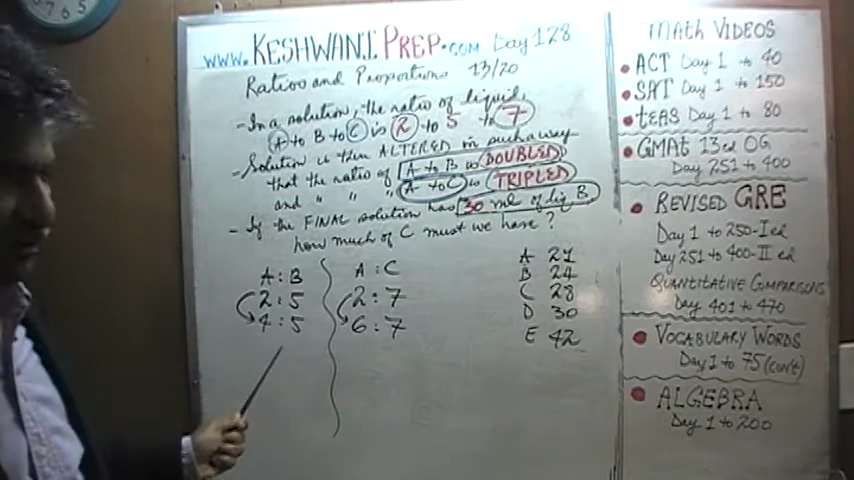 7 6 5
www.KESHWANIPREP.com Day 128
Ratios and Proportions 13/20
- In a solution, the ratio of liquids
A to B to C is 2 to 5 to 7
- Solution is then ALTERED in such a way
that the ratio of A to B is DOUBLED
and " " " A to C is TRIPLED
- If the FINAL solution has 30 ml of liq B,
how much of C must we have?
A:B
2:5
4:5
A:C
2:7
6:7
A 21
B 24
C 28
D 30
E 42
Math VIDEOS
ACT Day 1 to 40
SAT Day 1 to 150
tEAS Day 1 to 80
GMAT 13ed OG
Day 251 to 400
REVISED GRE
Day 1 to 250-I ed
Day 251 to 400-II ed
QUANTITATIVE COMPARISONS
Day 401 to 470
VOCABULARY WORDS
Day 1 to 75 (con't)
ALGEBRA
Day 1 to 200